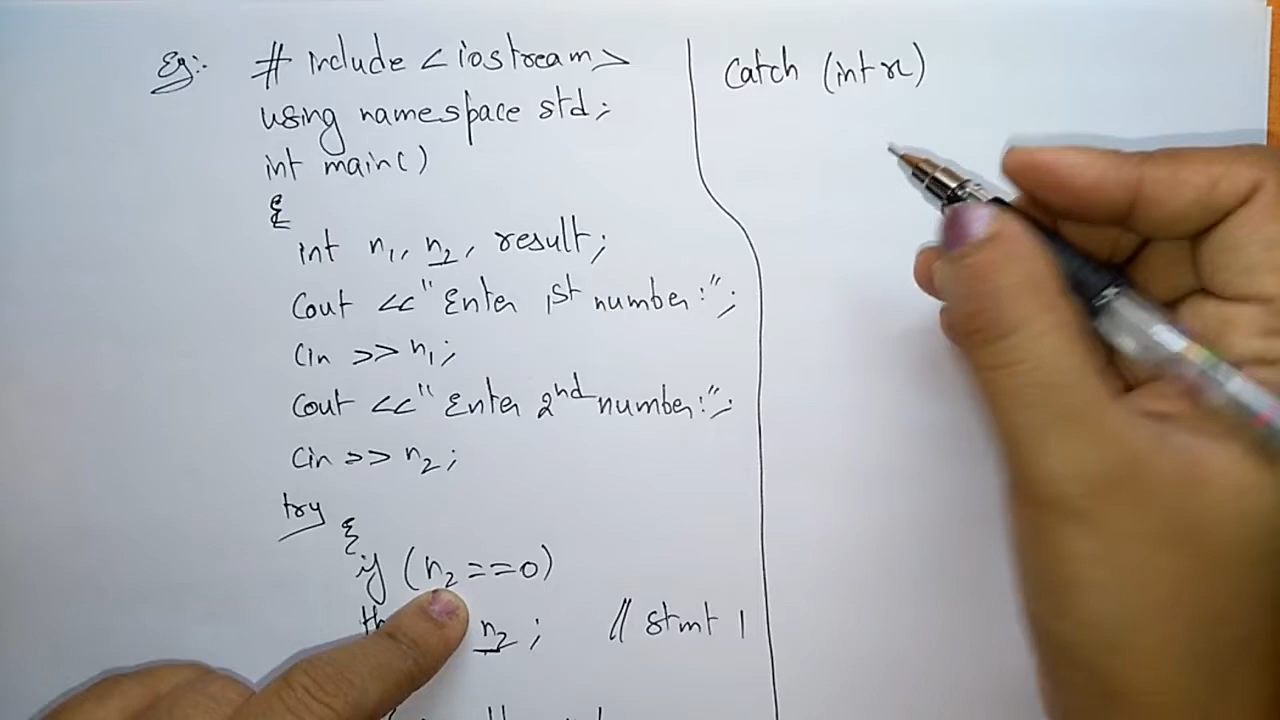 Eg:- # include <iostream>
using namespace std;
int main()
{
int n1, n2, result;
Cout <<" Enter 1st number:";
Cin >> n1;
Cout <<" Enter 2nd number:";
Cin >> n2;
try
{
if (n2==0)
n2; // stmt 1
Catch (int x)